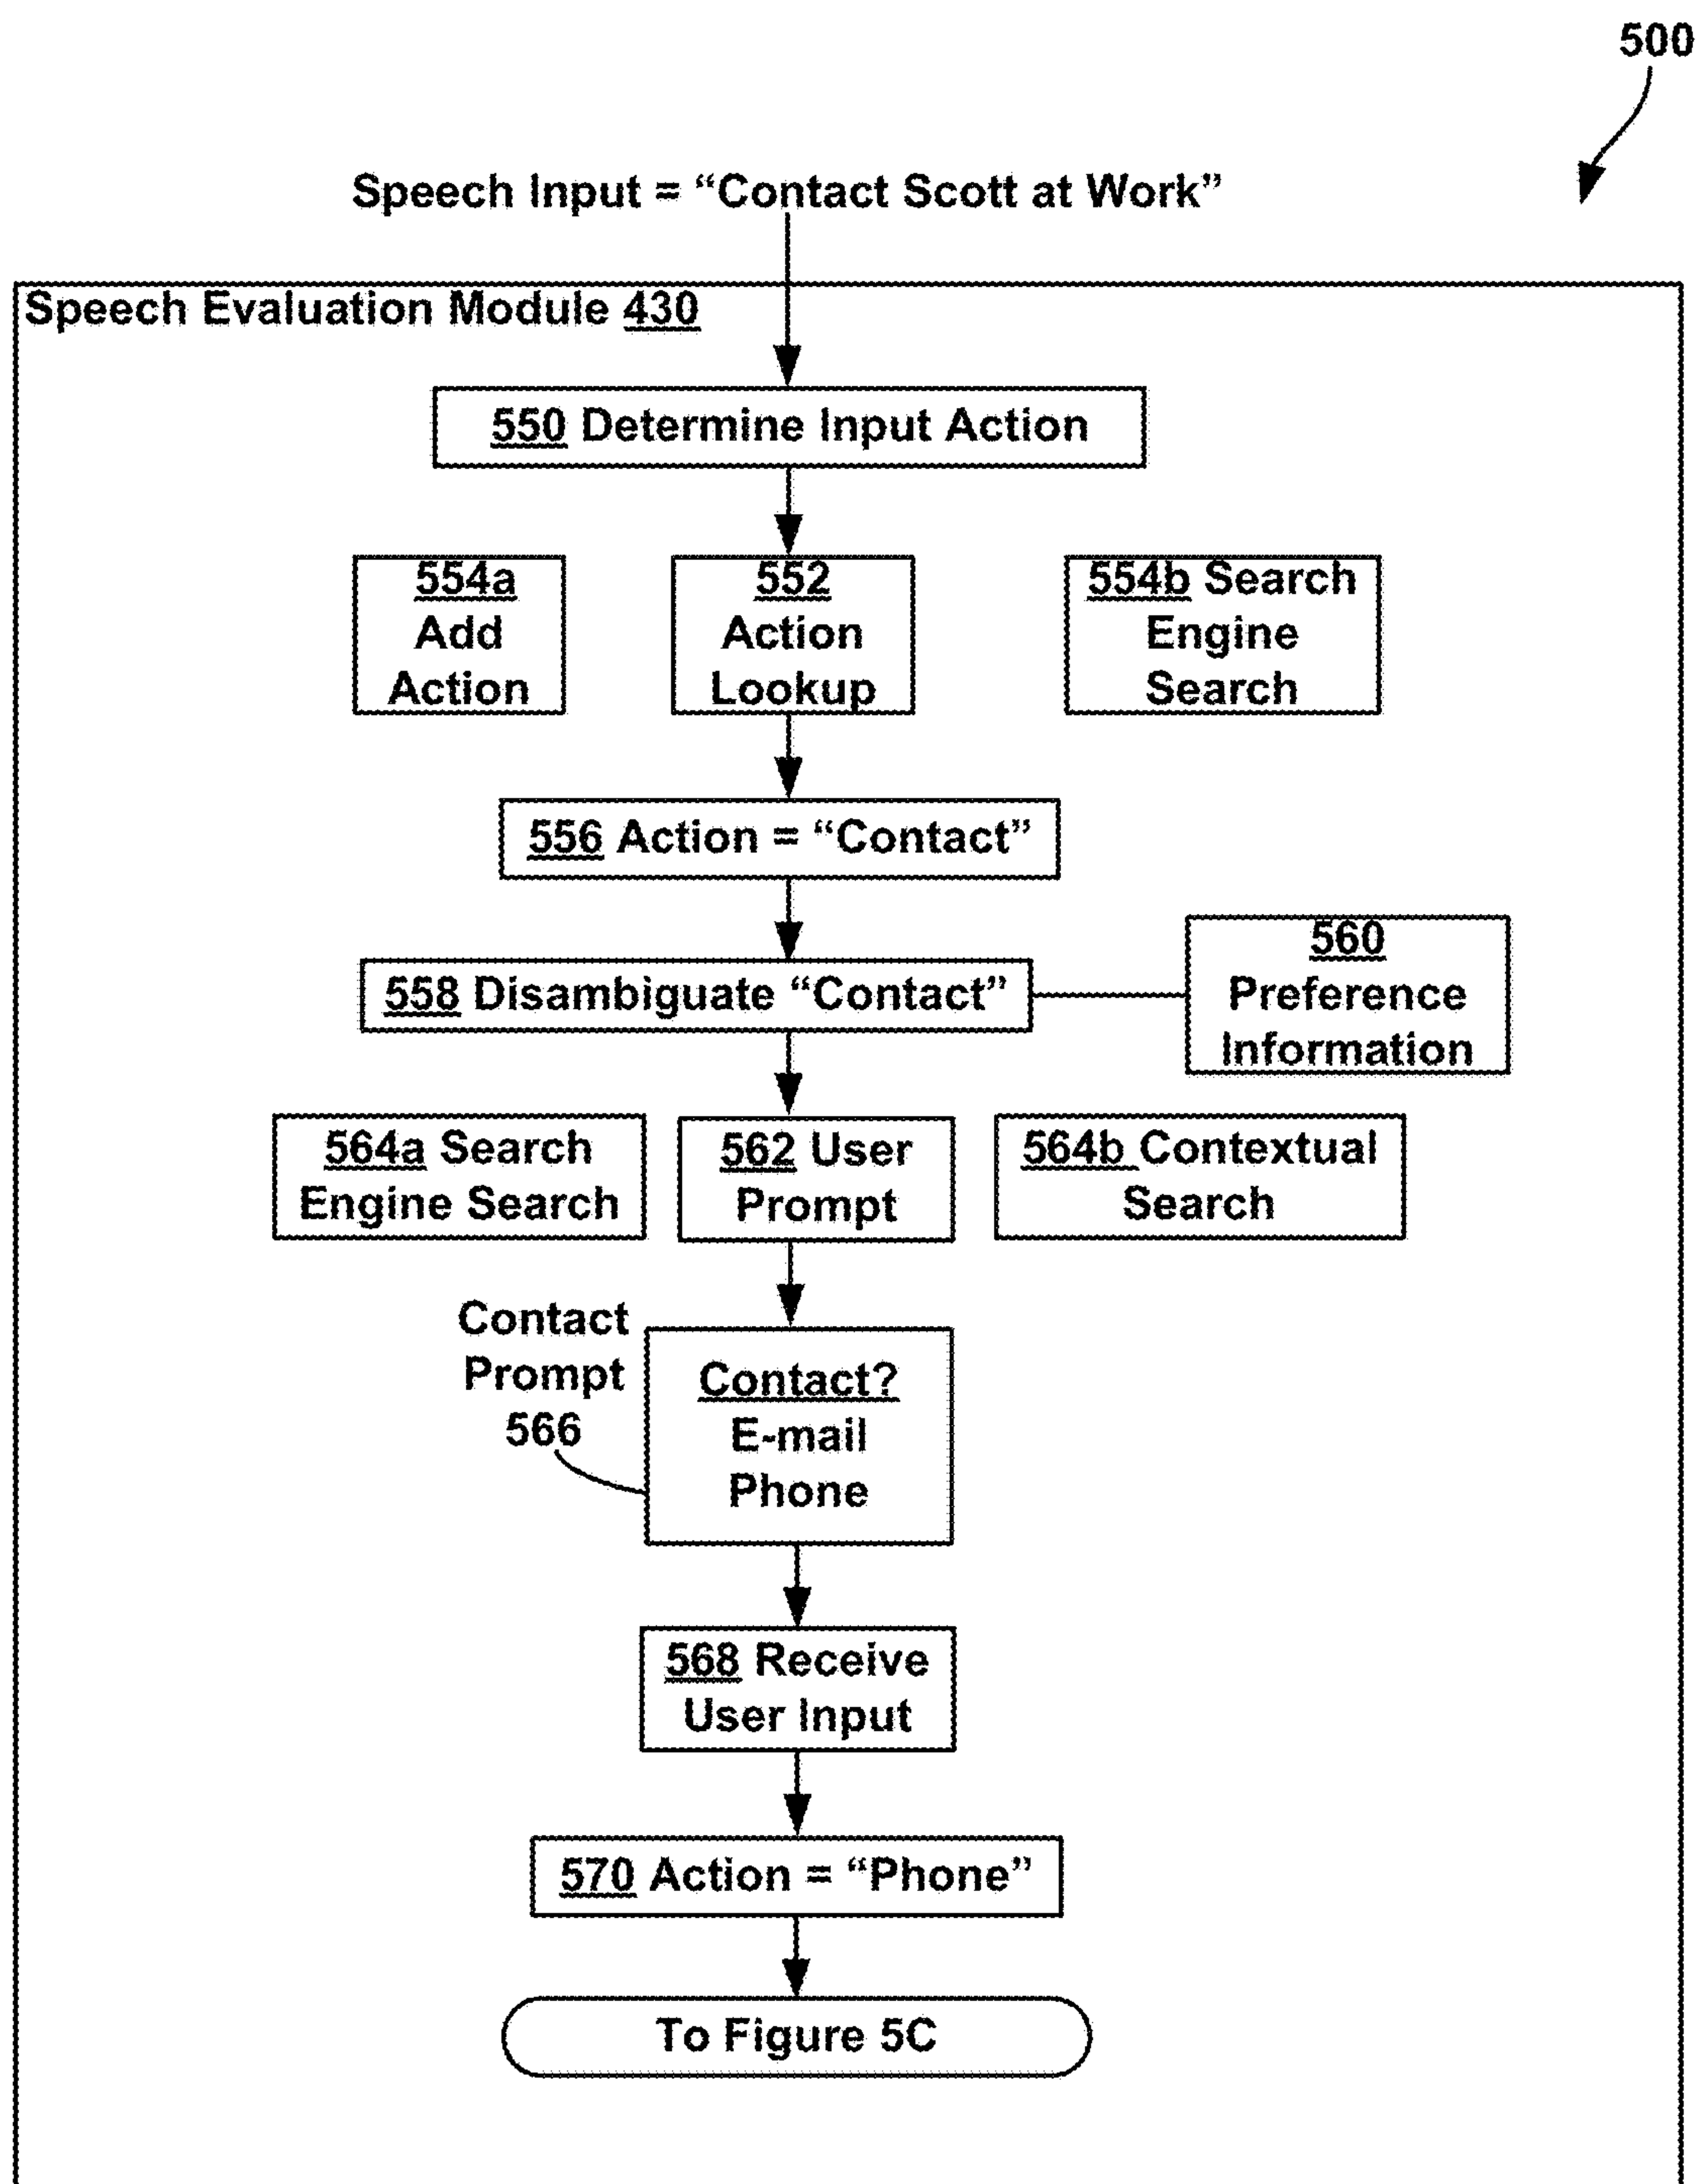 500
Speech Input = “Contact Scott at Work”
Speech Evaluation Module 430
550 Determine Input Action
554a
Add
Action
552
Action
Lookup
554b Search
Engine
Search
556 Action = “Contact”
558 Disambiguate “Contact”
560
Preference
Information
564a Search
Engine Search
562 User
Prompt
564b Contextual
Search
Contact
Prompt
566
Contact?
E-mail
Phone
568 Receive
User Input
570 Action = “Phone”
To Figure 5C